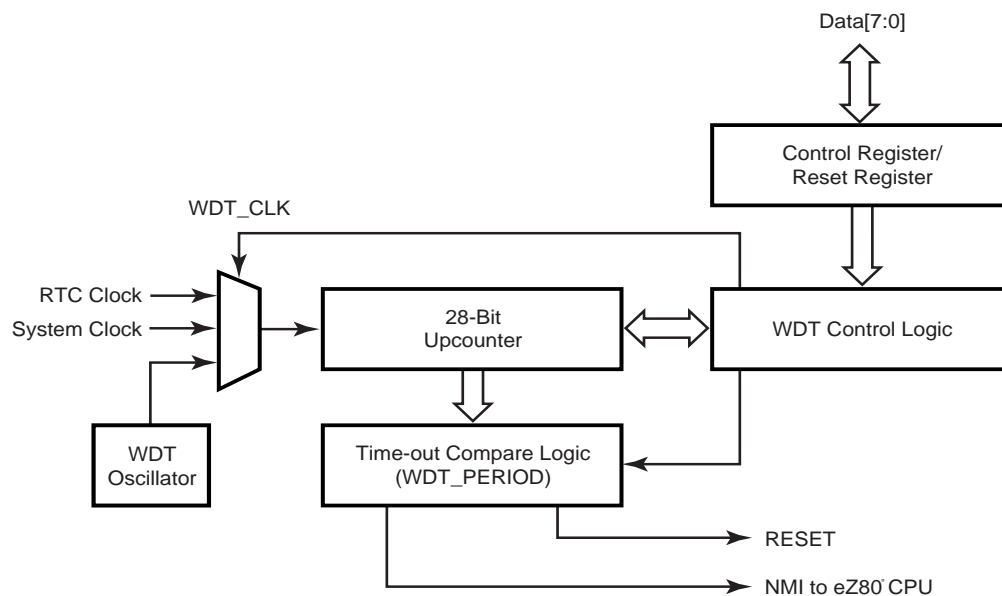 Data[7:0]
Control Register/
Reset Register
WDT_CLK
RTC Clock
System Clock
28-Bit
Upcounter
WDT Control Logic
WDT
Oscillator
Time-out Compare Logic
(WDT_PERIOD)
RESET
NMI to eZ80 CPU